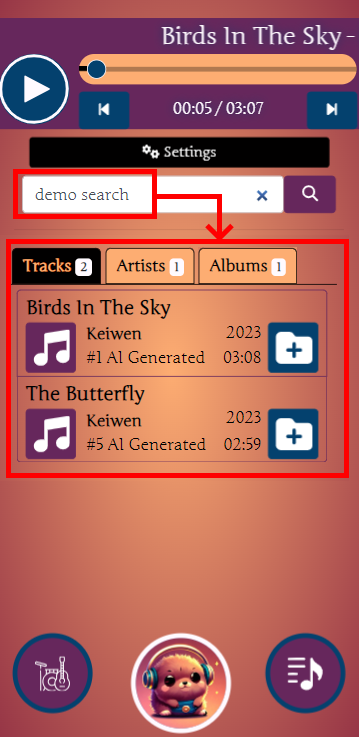 Birds In The Sky -
00:05 / 03:07
Settings
demo search
Tracks 2 Artists 1 Albums 1
Birds In The Sky
Keiwen 2023
#1 AI Generated 03:08
The Butterfly
Keiwen 2023
#5 AI Generated 02:59